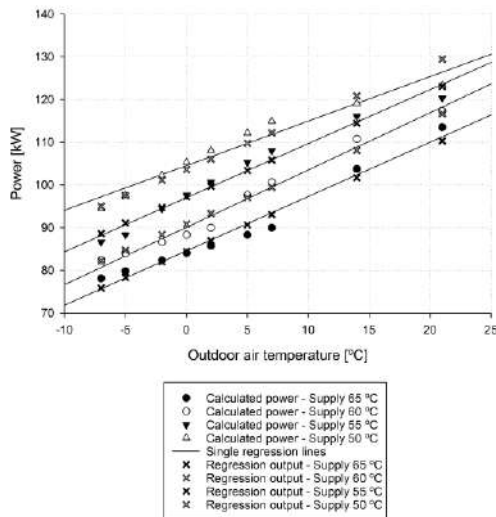 140
130
120
110
100
90
80
70
Power [kW]
-10 -5 0 5 10 15 20 25
Outdoor air temperature [ºC]
Calculated power - Supply 65 ºC
Calculated power - Supply 60 ºC
Calculated power - Supply 55 ºC
Calculated power - Supply 50 ºC
Single regression lines
Regression output - Supply 65 ºC
Regression output - Supply 60 ºC
Regression output - Supply 55 ºC
Regression output - Supply 50 ºC